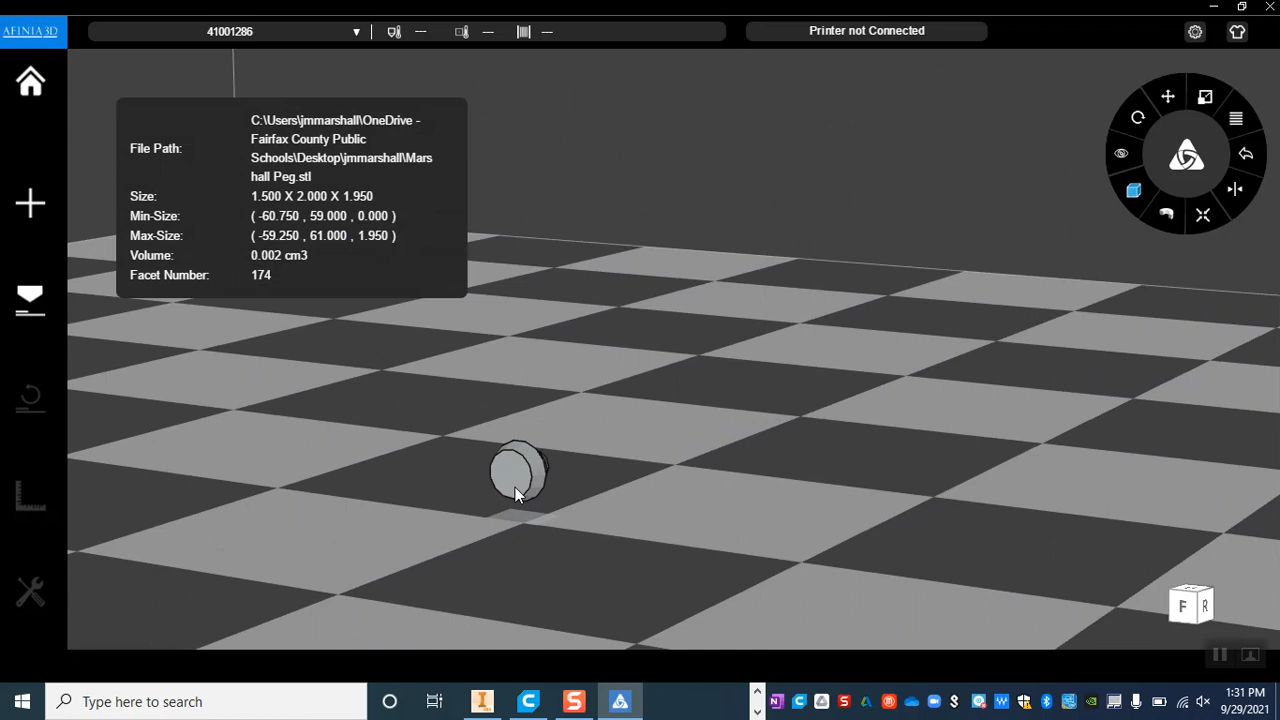 AFINIA3D
41001286
--
--
--
Printer not Connected
C:\Users\jmmarshall\OneDrive -
Fairfax County Public
File Path:
Schools\Desktop\jmmarshall\Mars
hall Peg.stl
Size: 1.500 X 2.000 X 1.950
Min-Size: ( -60.750 , 59.000 , 0.000 )
Max-Size: ( -59.250 , 61.000 , 1.950 )
Volume: 0.002 cm3
Facet Number: 174
F R
Type here to search
1:31 PM
9/29/2021